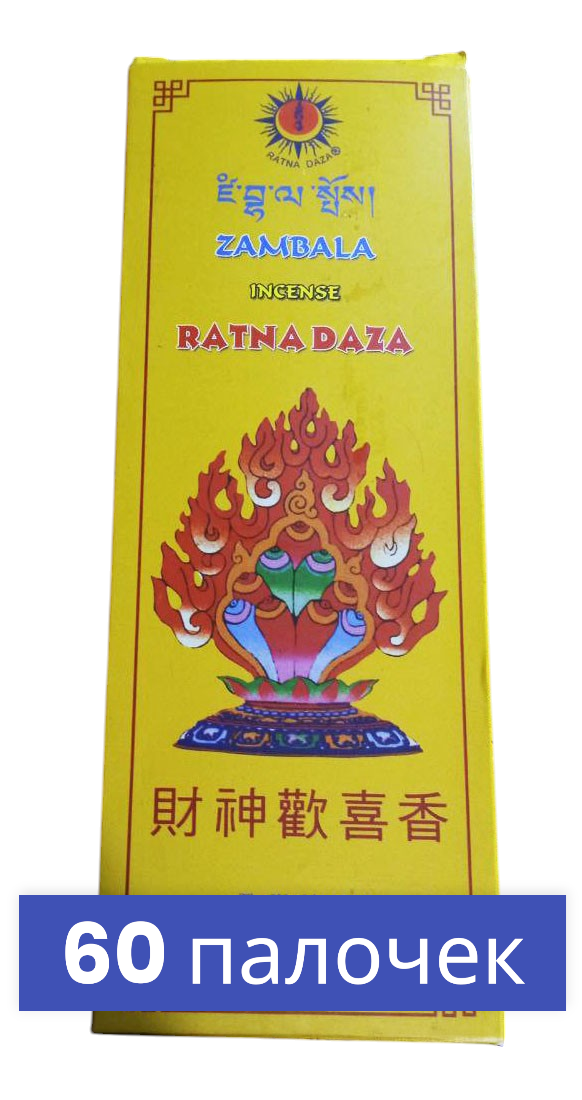 RATNA DAZA®
ཛཾ་བྷ་ལ་སྤོས།
ZAMBALA
INCENSE
RATNA DAZA
財神歡喜香
60 палочек